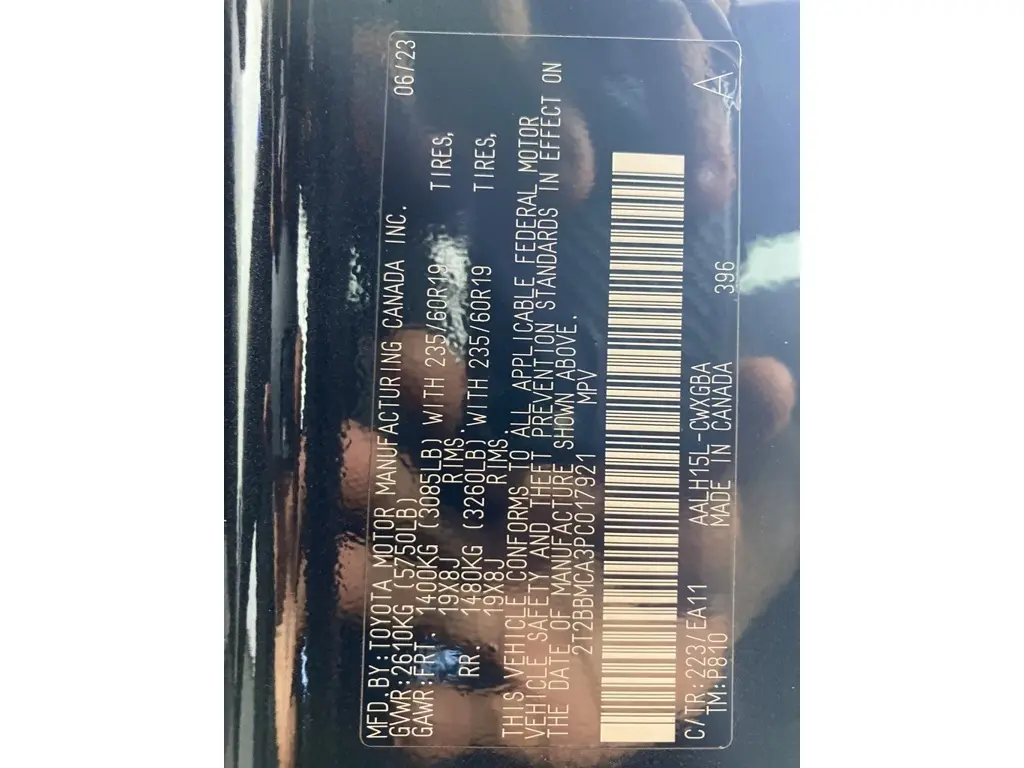 MFD.BY:TOYOTA MOTOR MANUFACTURING CANADA INC. 06/23
GVWR:2610KG (5750LB)
GAWR:FRT. 1400KG (3085LB) WITH 235/60R19 TIRES,
19X8J RIMS.
RR. 1480KG (3260LB) WITH 235/60R19 TIRES,
19X8J RIMS.
THIS VEHICLE CONFORMS TO ALL APPLICABLE FEDERAL MOTOR
VEHICLE SAFETY AND THEFT PREVENTION STANDARDS IN EFFECT ON
THE DATE OF MANUFACTURE SHOWN ABOVE.
2T2BBMCA3PC017921 MPV
C/TR:223/EA11 AALH15L-CWXGBA 396 A
TM:P810 MADE IN CANADA